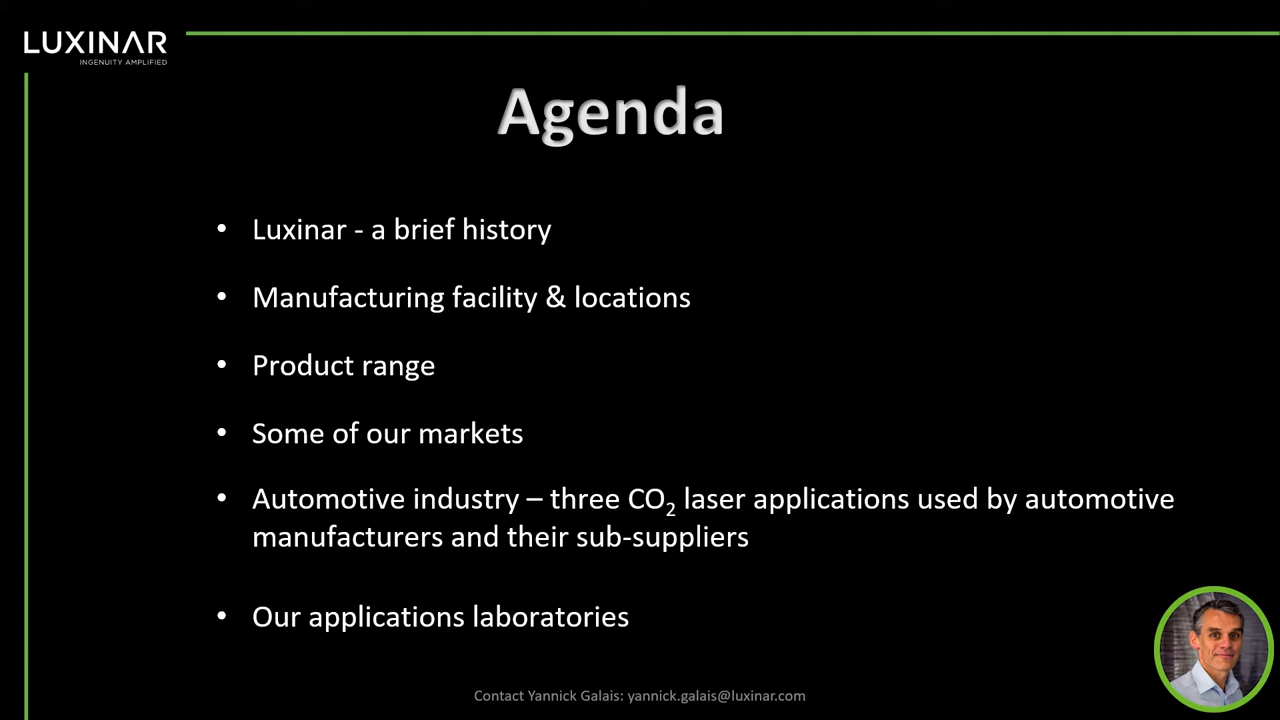 LUXINAR
INGENUITY AMPLIFIED
Agenda
• Luxinar - a brief history
• Manufacturing facility & locations
• Product range
• Some of our markets
• Automotive industry – three CO₂ laser applications used by automotive
manufacturers and their sub-suppliers
• Our applications laboratories
Contact Yannick Galais: yannick.galais@luxinar.com